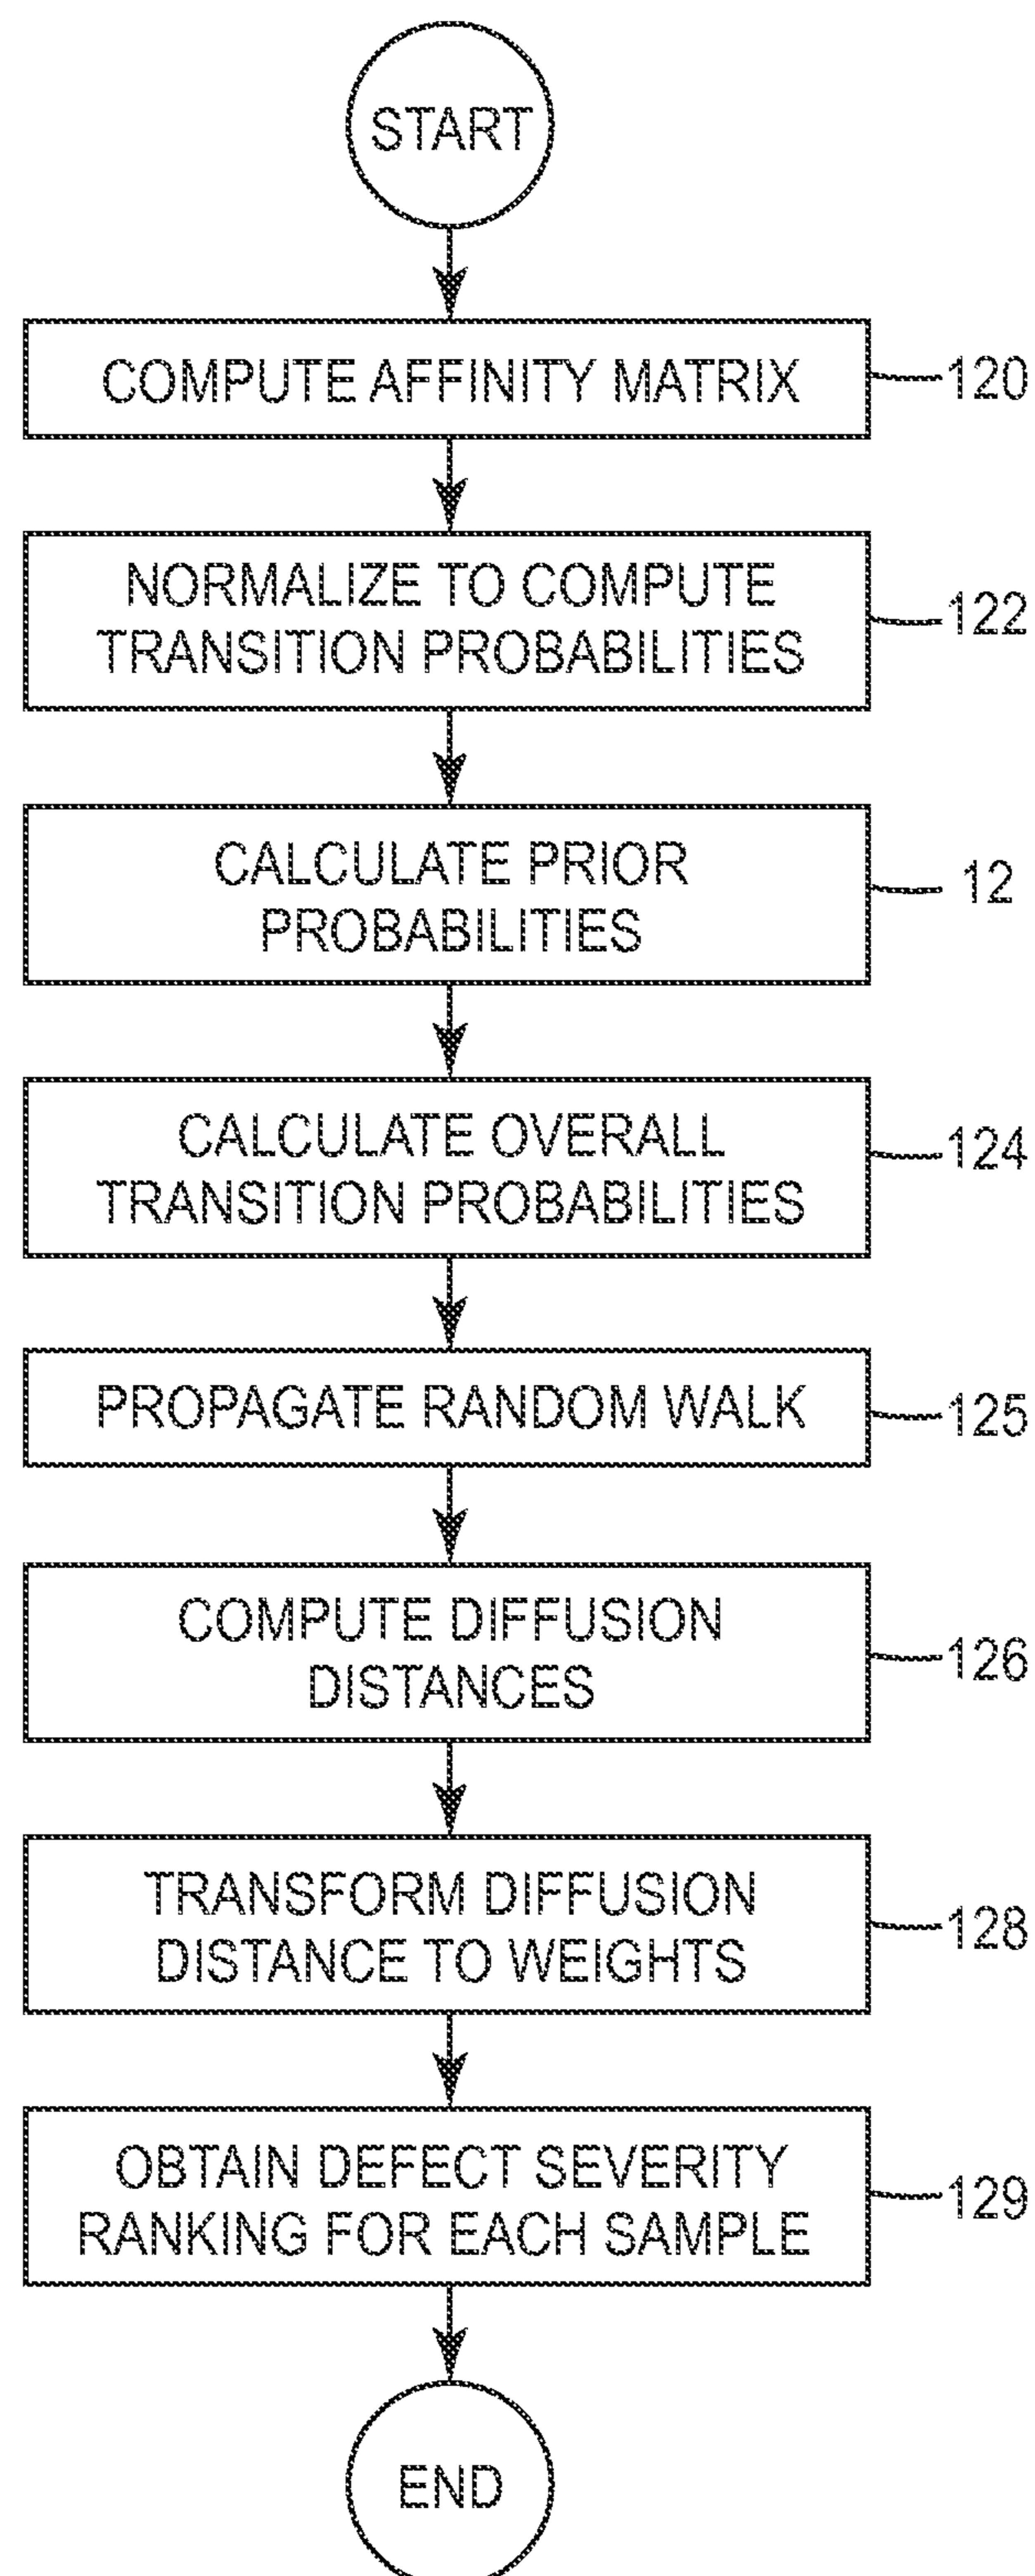 START
COMPUTE AFFINITY MATRIX
120
NORMALIZE TO COMPUTE
TRANSITION PROBABILITIES
122
CALCULATE PRIOR
PROBABILITIES
12
CALCULATE OVERALL
TRANSITION PROBABILITIES
124
PROPAGATE RANDOM WALK
125
COMPUTE DIFFUSION
DISTANCES
126
TRANSFORM DIFFUSION
DISTANCE TO WEIGHTS
128
OBTAIN DEFECT SEVERITY
RANKING FOR EACH SAMPLE
129
END